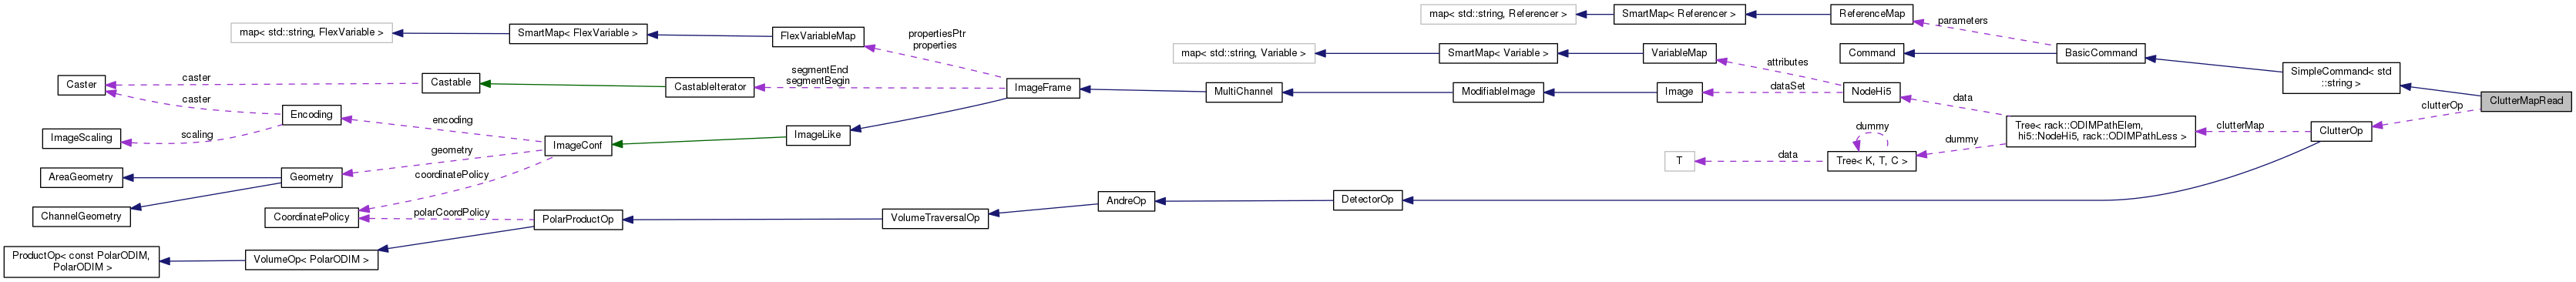 map< std::string, FlexVariable >
SmartMap< FlexVariable >
FlexVariableMap
propertiesPtr
properties
map< std::string, Referencer >
SmartMap< Referencer >
ReferenceMap
parameters
map< std::string, Variable >
SmartMap< Variable >
VariableMap
Command
BasicCommand
attributes
SimpleCommand< std
::string >
Caster
caster
Castable
CastableIterator
segmentEnd
segmentBegin
ImageFrame
MultiChannel
ModifiableImage
Image
dataSet
NodeHi5
ClutterMapRead
caster
Encoding
encoding
ImageLike
data
clutterOp
ImageScaling
scaling
ImageConf
dummy
Tree< rack::ODIMPathElem,
hi5::NodeHi5, rack::ODIMPathLess >
clutterMap
ClutterOp
geometry
T
data
Tree< K, T, C >
dummy
AreaGeometry
Geometry
coordinatePolicy
ChannelGeometry
CoordinatePolicy
polarCoordPolicy
PolarProductOp
VolumeTraversalOp
AndreOp
DetectorOp
ProductOp< const PolarODIM,
PolarODIM >
VolumeOp< PolarODIM >